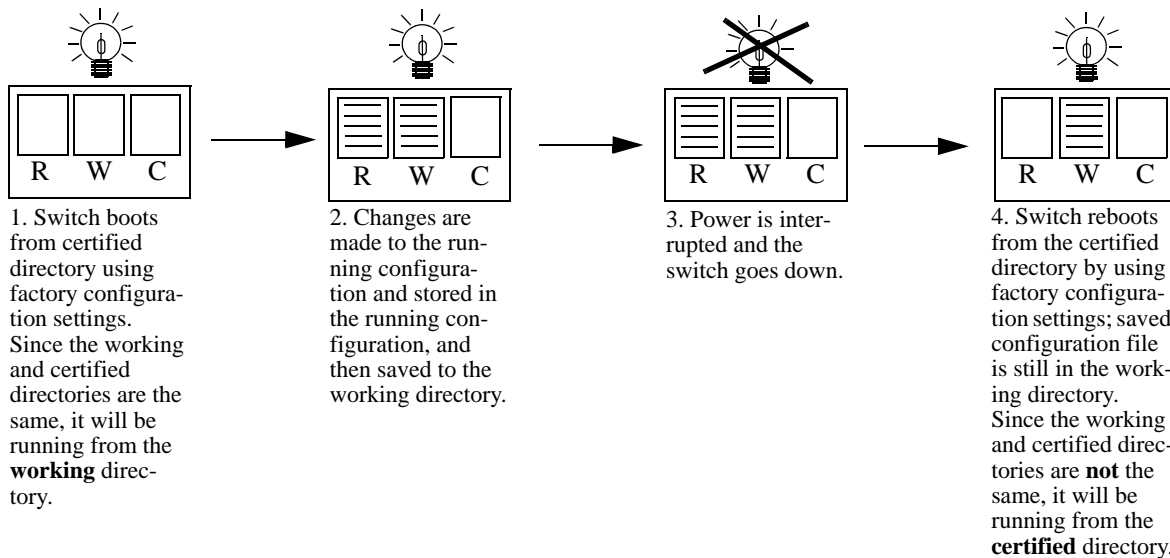 R W C
1. Switch boots
from certified
directory using
factory configura-
tion settings.
Since the working
and certified
directories are the
same, it will be
running from the
working direc-
tory.
R W C
2. Changes are
made to the run-
ning configura-
tion and stored in
the running con-
figuration, and
then saved to the
working directory.
R W C
3. Power is inter-
rupted and the
switch goes down.
R W C
4. Switch reboots
from the certified
directory by using
factory configura-
tion settings; saved
configuration file
is still in the work-
ing directory.
Since the working
and certified direc-
tories are not the
same, it will be
running from the
certified directory.